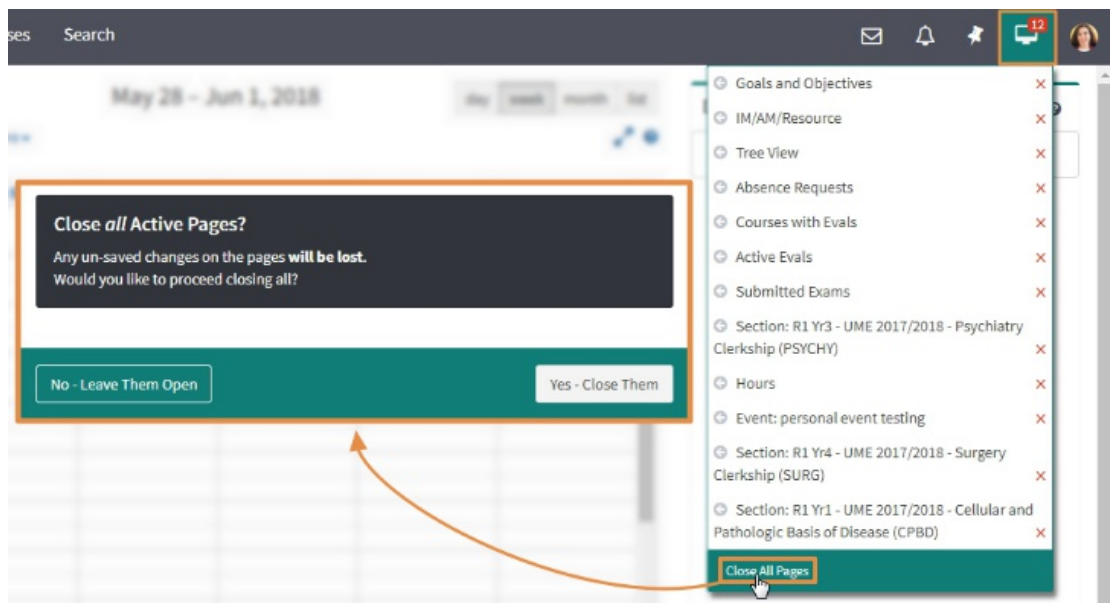 ses Search
12
May 28 – Jun 1, 2018
day week month list
Goals and Objectives
IM/AM/Resource
Tree View
Absence Requests
Courses with Evals
Active Evals
Submitted Exams
Section: R1 Yr3 - UME 2017/2018 - Psychiatry
Clerkship (PSYCHY)
Hours
Event: personal event testing
Section: R1 Yr4 - UME 2017/2018 - Surgery
Clerkship (SURG)
Section: R1 Yr1 - UME 2017/2018 - Cellular and
Pathologic Basis of Disease (CPBD)
Close All Pages
Close all Active Pages?
Any un-saved changes on the pages will be lost.
Would you like to proceed closing all?
No - Leave Them Open
Yes - Close Them